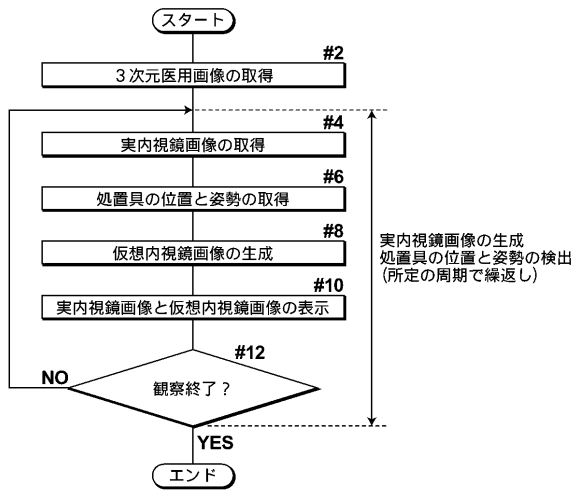 スタート
#2
３次元医用画像の取得
#4
実内視鏡画像の取得
#6
処置具の位置と姿勢の取得
#8
仮想内視鏡画像の生成
#10
実内視鏡画像と仮想内視鏡画像の表示
#12
観察終了？
NO
YES
エンド
実内視鏡画像の生成
処置具の位置と姿勢の検出
(所定の周期で繰返し)